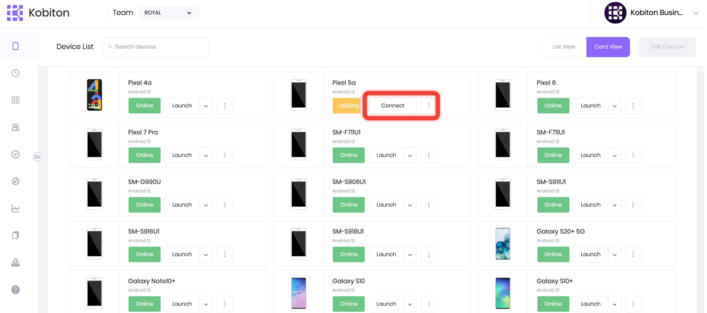 Kobiton
Team
ROYAL
Kobiton Busin...
Device List
Search devices
List View
Card View
Edit Column
Pixel 4a
Android 13
Online
Launch
Pixel 5a
Android 13
Utilizing
Connect
Pixel 6
Android 13
Online
Launch
Pixel 7 Pro
Android 13
Online
Launch
SM-F711U1
Android 13
Online
Launch
SM-F711U1
Android 13
Online
Launch
SM-G990U
Android 13
Online
Launch
SM-S906U1
Android 13
Online
Launch
SM-S911U1
Android 13
Online
Launch
SM-S916U1
Android 13
Online
Launch
SM-S918U1
Android 13
Online
Launch
Galaxy S20+ 5G
Android 12
Online
Launch
Galaxy Note10+
Android 12
Online
Launch
Galaxy S10
Android 12
Online
Launch
Galaxy S10+
Android 12
Online
Launch